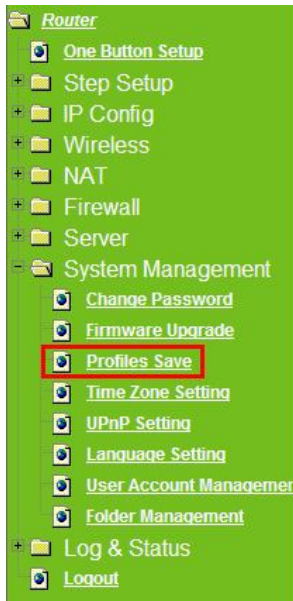 Router
One Button Setup
Step Setup
IP Config
Wireless
NAT
Firewall
Server
System Management
Change Password
Firmware Upgrade
Profiles Save
Time Zone Setting
UPnP Setting
Language Setting
User Account Managemer
Folder Management
Log & Status
Logout